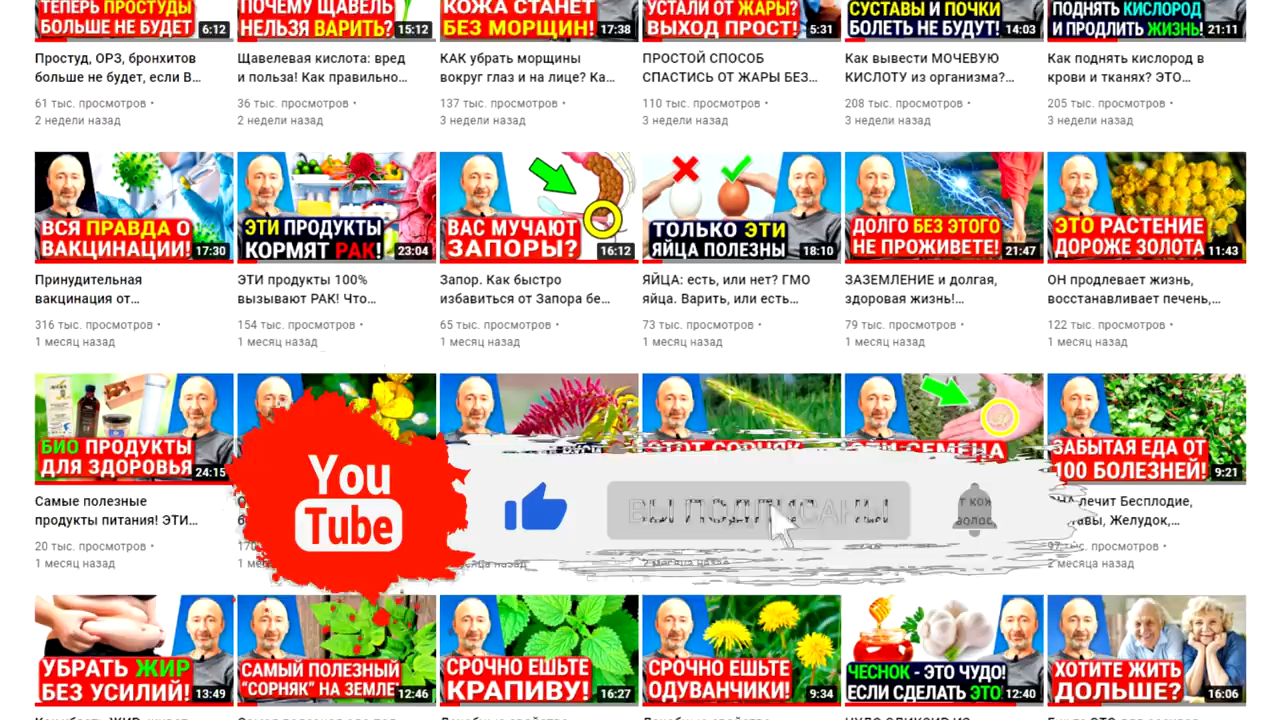 ТЕПЕРЬ ПРОСТУДЫ
БОЛЬШЕ НЕ БУДЕТ
6:12
ПОЧЕМУ ЩАВЕЛЬ
НЕЛЬЗЯ ВАРИТЬ?
15:12
КОЖА СТАНЕТ
БЕЗ МОРЩИН!
17:38
УСТАЛИ ОТ ЖАРЫ?
ВЫХОД ПРОСТ!
5:31
СУСТАВЫ И ПОЧКИ
БОЛЕТЬ НЕ БУДУТ!
14:03
ПОДНЯТЬ КИСЛОРОД
И ПРОДЛИТЬ ЖИЗНЬ!
21:11
Простуд, ОРЗ, бронхитов
больше не будет, если В...
61 тыс. просмотров •
2 недели назад
Щавелевая кислота: вред
и польза! Как правильно...
36 тыс. просмотров •
2 недели назад
КАК убрать морщины
вокруг глаз и на лице? Ка...
137 тыс. просмотров •
3 недели назад
ПРОСТОЙ СПОСОБ
СПАСТИСЬ ОТ ЖАРЫ БЕЗ...
110 тыс. просмотров •
3 недели назад
Как вывести МОЧЕВУЮ
КИСЛОТУ из организма?...
208 тыс. просмотров •
3 недели назад
Как поднять кислород в
крови и тканях? ЭТО...
205 тыс. просмотров •
3 недели назад
ВСЯ ПРАВДА О
ВАКЦИНАЦИИ!
17:30
ЭТИ ПРОДУКТЫ
КОРМЯТ РАК!
23:04
ВАС МУЧАЮТ
ЗАПОРЫ?
16:12
ТОЛЬКО ЭТИ
ЯЙЦА ПОЛЕЗНЫ
18:10
ДОЛГО БЕЗ ЭТОГО
НЕ ПРОЖИВЕТЕ!
21:47
ЭТО РАСТЕНИЕ
ДОРОЖЕ ЗОЛОТА
11:43
Принудительная
вакцинация от...
316 тыс. просмотров •
1 месяц назад
ЭТИ продукты 100%
вызывают РАК! Что...
154 тыс. просмотров •
1 месяц назад
Запор. Как быстро
избавиться от Запора бе...
65 тыс. просмотров •
1 месяц назад
ЯЙЦА: есть, или нет? ГМО
яйца. Варить, или есть...
73 тыс. просмотров •
1 месяц назад
ЗАЗЕМЛЕНИЕ и долгая,
здоровая жизнь!...
79 тыс. просмотров •
1 месяц назад
ОН продлевает жизнь,
восстанавливает печень,...
122 тыс. просмотров •
1 месяц назад
БИО ПРОДУКТЫ
ДЛЯ ЗДОРОВЬЯ
24:15
ЭТОТ СОРНЯК
ЭТИ СЕМЕНА
ЗАБЫТАЯ ЕДА ОТ
100 БОЛЕЗНЕЙ!
9:21
Самые полезные
продукты питания! ЭТИ...
20 тыс. просмотров •
1 месяц назад
You
Tube
ВЫ ПОДПИСАНЫ
лечит Бесплодие,
Желудок,...
97 тыс. просмотров •
2 месяца назад
2 месяца назад
УБРАТЬ ЖИР
БЕЗ УСИЛИЙ!
13:49
САМЫЙ ПОЛЕЗНЫЙ
"СОРНЯК" НА ЗЕМЛЕ
12:46
СРОЧНО ЕШЬТЕ
КРАПИВУ!
16:27
СРОЧНО ЕШЬТЕ
ОДУВАНЧИКИ!
9:34
ЧЕСНОК - ЭТО ЧУДО!
ЕСЛИ СДЕЛАТЬ ЭТО
12:40
ХОТИТЕ ЖИТЬ
ДОЛЬШЕ?
16:06